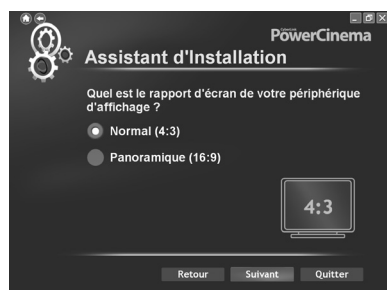 PowerCinema
Assistant d'Installation
Quel est le rapport d'écran de votre périphérique
d'affichage ?
Normal (4:3)
Panoramique (16:9)
4:3
Retour Suivant Quitter